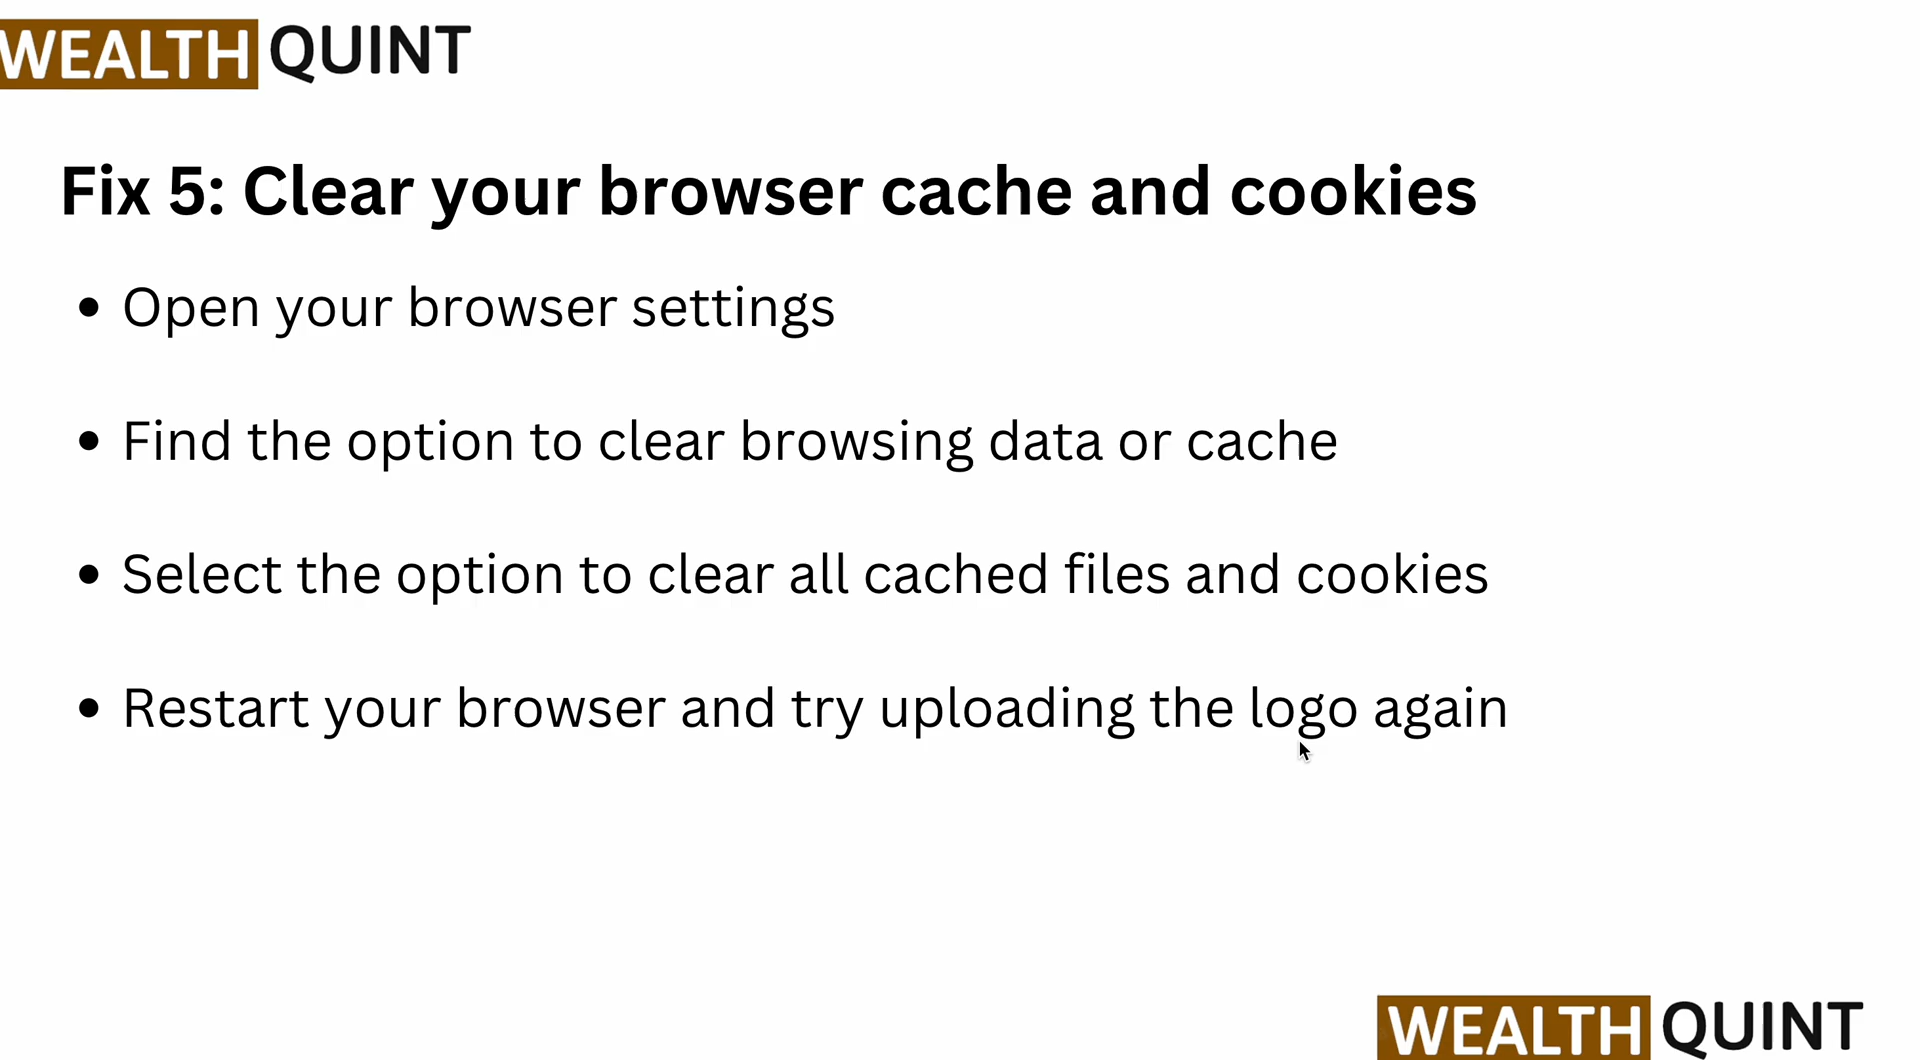 WEALTH QUINT
Fix 5: Clear your browser cache and cookies
• Open your browser settings
• Find the option to clear browsing data or cache
• Select the option to clear all cached files and cookies
• Restart your browser and try uploading the logo again
WEALTH QUINT